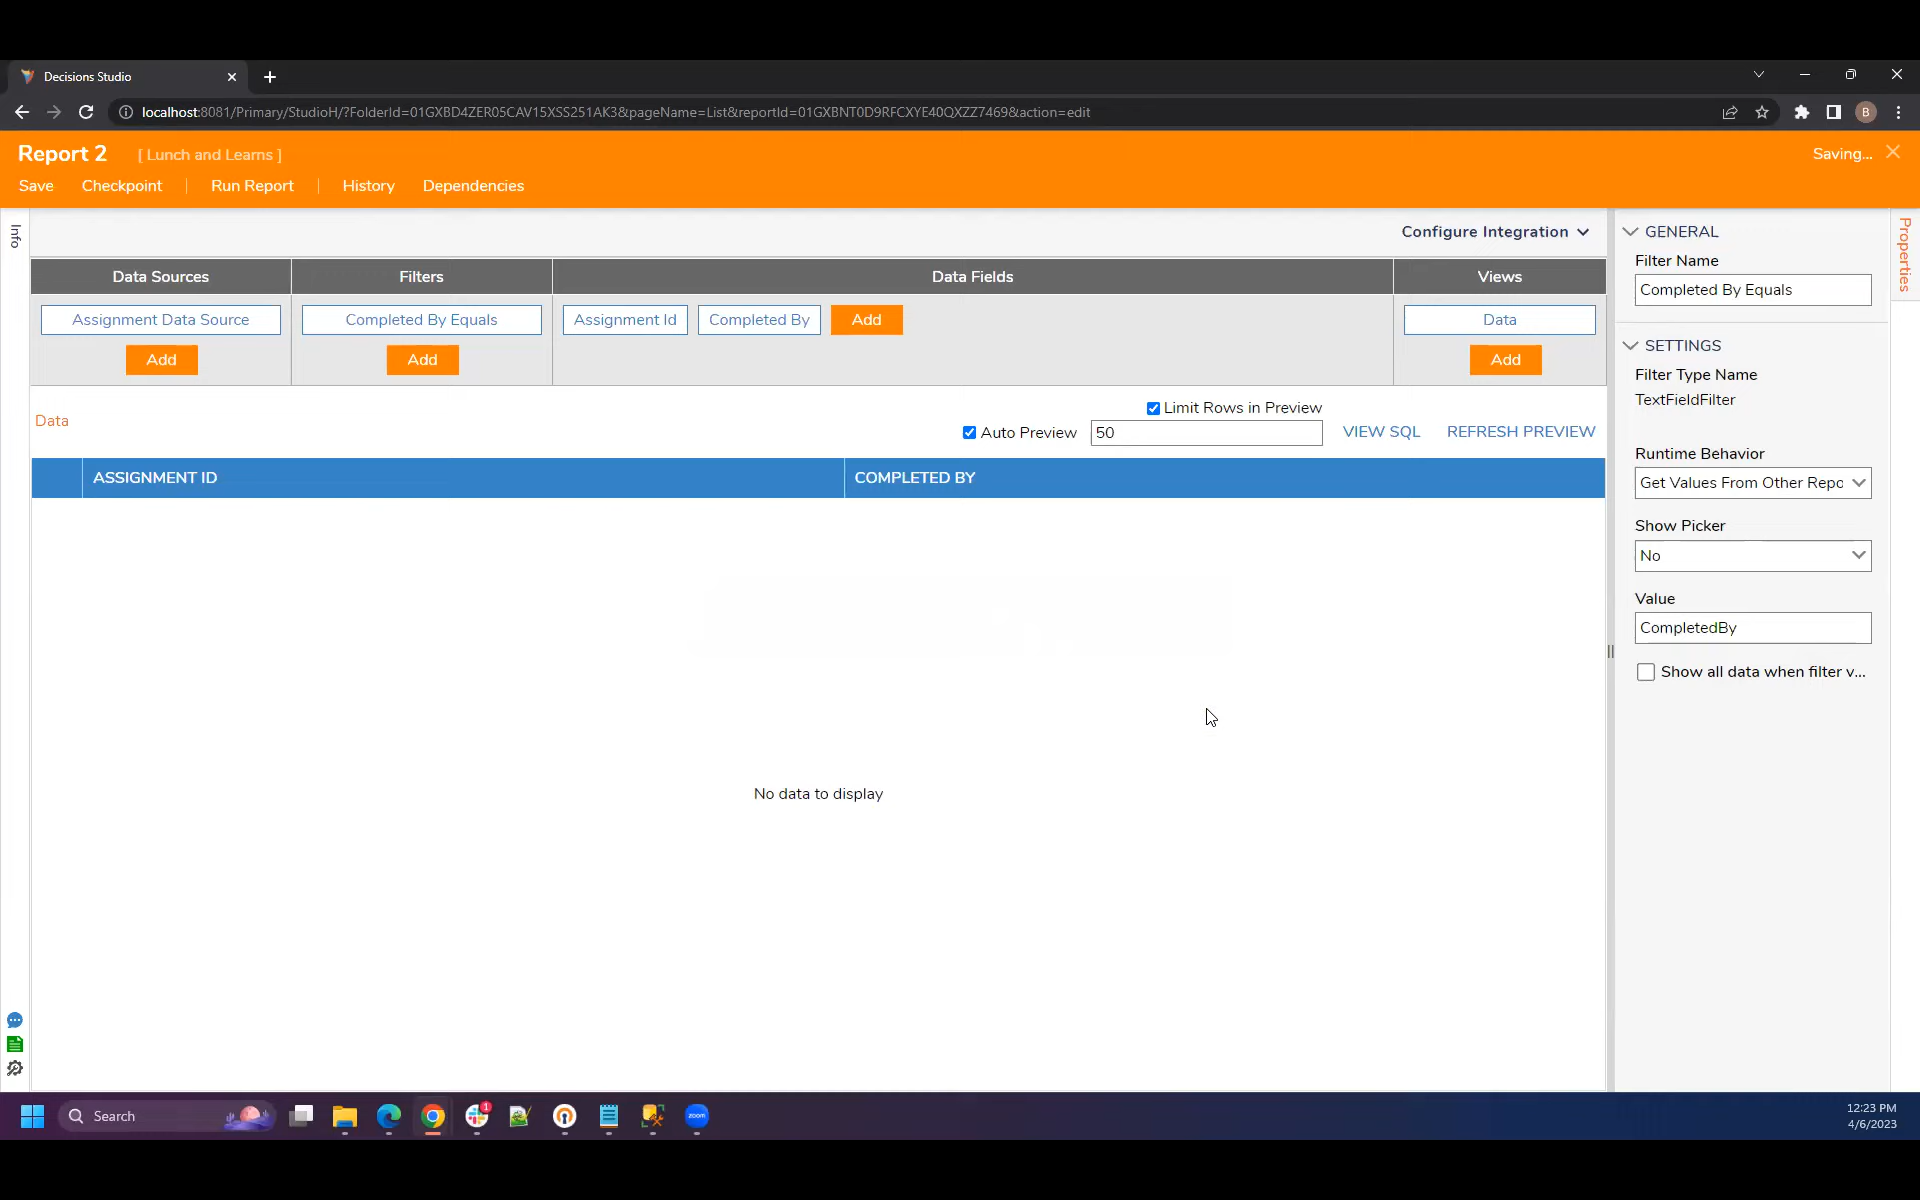 Decisions Studio
localhost:8081/Primary/StudioH/?FolderId=01GXBD4ZER05CAV15XSS251AK3&pageName=List&reportId=01GXBNT0D9RFCXYE40QXZZ7469&action=edit
B
Report 2 [ Lunch and Learns ]
Saving...
Save Checkpoint | Run Report | History Dependencies
Info
Configure Integration
Data Sources Filters Data Fields Views
Assignment Data Source Completed By Equals Assignment Id Completed By Add Data
Add Add Add
Data
Limit Rows in Preview
Auto Preview 50 VIEW SQL REFRESH PREVIEW
ASSIGNMENT ID COMPLETED BY
No data to display
GENERAL
Filter Name
Completed By Equals
SETTINGS
Filter Type Name
TextFieldFilter
Runtime Behavior
Get Values From Other Repo
Show Picker
No
Value
CompletedBy
Show all data when filter v...
Properties
Search
1
zoom
12:23 PM
4/6/2023